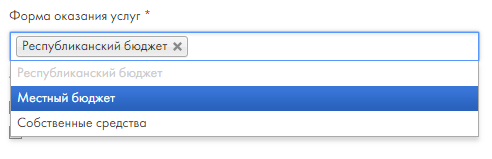 Форма оказания услуг *
Республиканский бюджет ×
Республиканский бюджет
Местный бюджет
Собственные средства